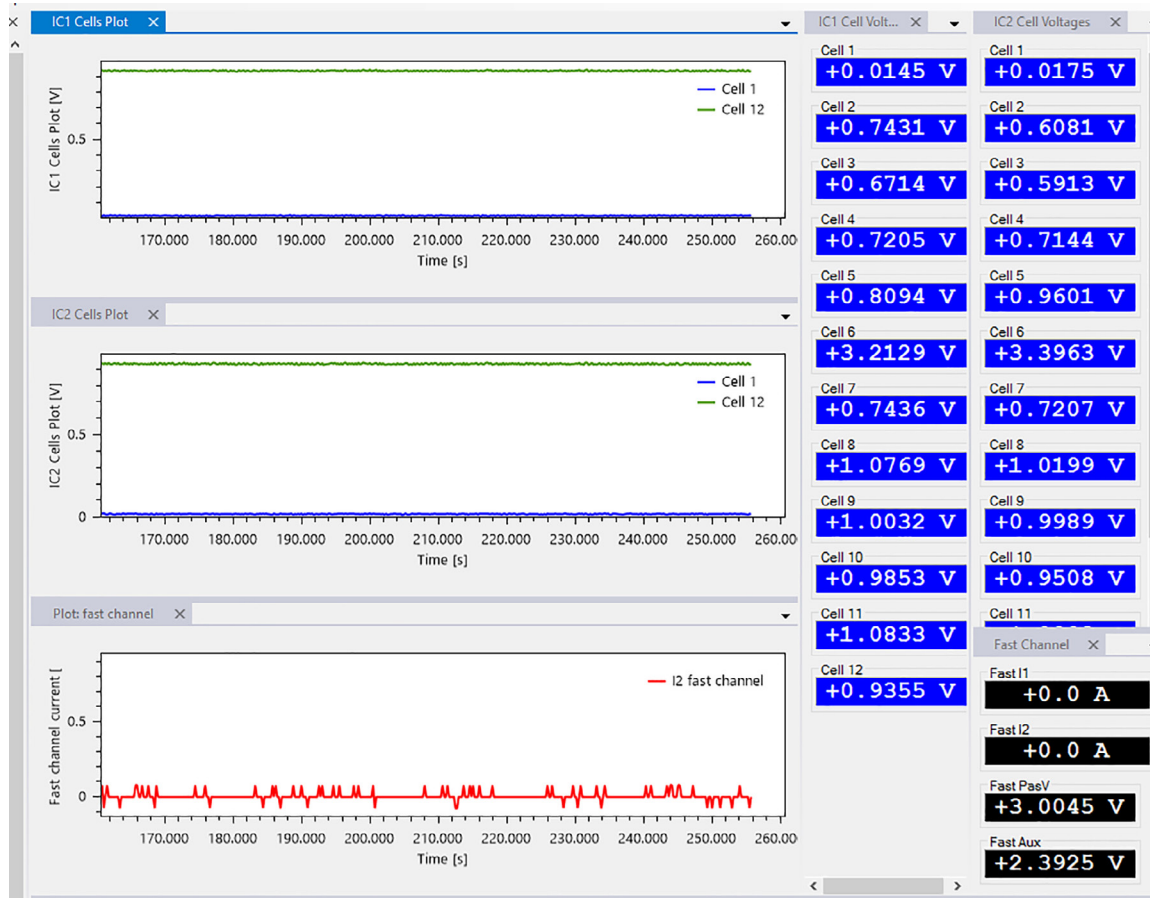 IC1 Cells Plot
IC1 Cells Plot [V]
0.5
Cell 1
Cell 12
170.000 180.000 190.000 200.000 210.000 220.000 230.000 240.000 250.000 260.00
Time [s]
IC2 Cells Plot
IC2 Cells Plot [V]
0.5
0
Cell 1
Cell 12
170.000 180.000 190.000 200.000 210.000 220.000 230.000 240.000 250.000 260.00
Time [s]
Plot: fast channel
Fast channel current [
0.5
0
I2 fast channel
170.000 180.000 190.000 200.000 210.000 220.000 230.000 240.000 250.000 260.00
Time [s]
IC1 Cell Volt...
Cell 1
+0.0145 V
Cell 2
+0.7431 V
Cell 3
+0.6714 V
Cell 4
+0.7205 V
Cell 5
+0.8094 V
Cell 6
+3.2129 V
Cell 7
+0.7436 V
Cell 8
+1.0769 V
Cell 9
+1.0032 V
Cell 10
+0.9853 V
Cell 11
+1.0833 V
Cell 12
+0.9355 V
IC2 Cell Voltages
Cell 1
+0.0175 V
Cell 2
+0.6081 V
Cell 3
+0.5913 V
Cell 4
+0.7144 V
Cell 5
+0.9601 V
Cell 6
+3.3963 V
Cell 7
+0.7207 V
Cell 8
+1.0199 V
Cell 9
+0.9989 V
Cell 10
+0.9508 V
Cell 11
Fast Channel
Fast I1
+0.0 A
Fast I2
+0.0 A
Fast PasV
+3.0045 V
Fast Aux
+2.3925 V